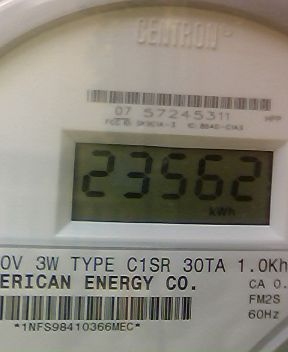 CENTRON
07 57245311
HPP
23562
kWh
0V 3W TYPE C1SR 30TA 1.0Kh
ERICAN ENERGY CO.
CA 0.
FM2S
60Hz
*1NFS98410366MEC*